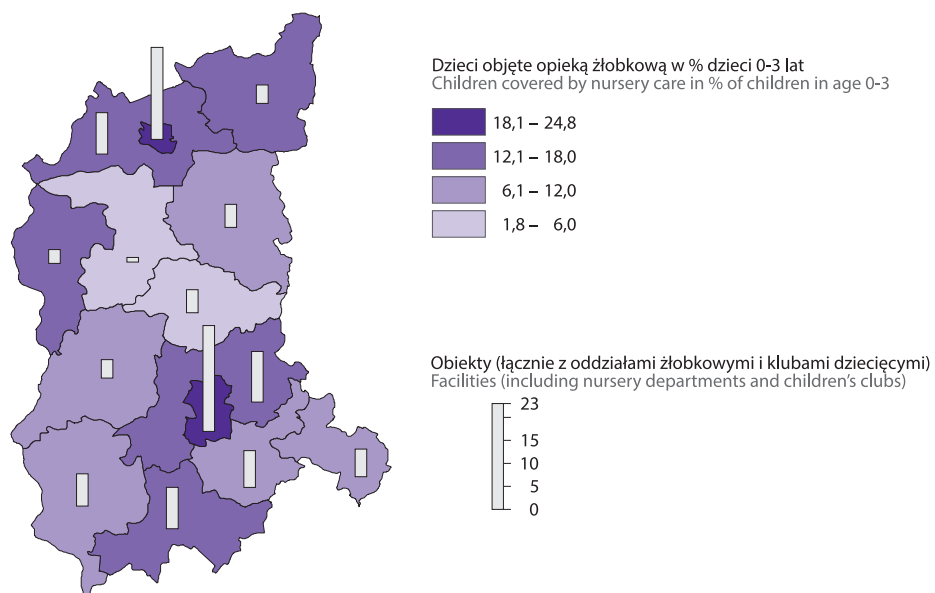 Dzieci objęte opieką żłobkową w % dzieci 0-3 lat
Children covered by nursery care in % of children in age 0-3
18,1 – 24,8
12,1 – 18,0
6,1 – 12,0
1,8 – 6,0
Obiekty (łącznie z oddziałami żłobkowymi i klubami dziecięcymi)
Facilities (including nursery departments and children's clubs)
23
15
10
5
0